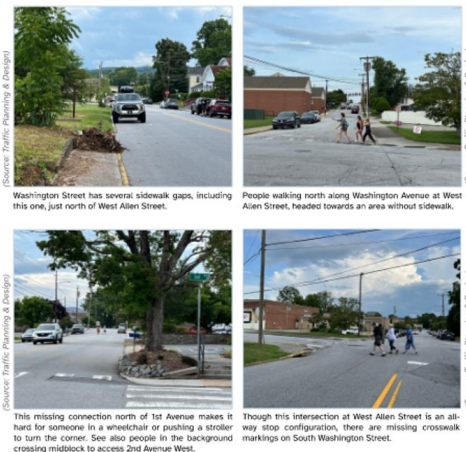 (Source: Traffic Planning & Design)
Washington Street has several sidewalk gaps, including
this one, just north of West Allen Street.
People walking north along Washington Avenue at West
Allen Street, headed towards an area without sidewalk.
(Source: Traffic Planning & Design)
This missing connection north of 1st Avenue makes it
hard for someone in a wheelchair or pushing a stroller
to turn the corner. See also people in the background
crossing midblock to access 2nd Avenue West.
Though this intersection at West Allen Street is an all-
way stop configuration, there are missing crosswalk
markings on South Washington Street.